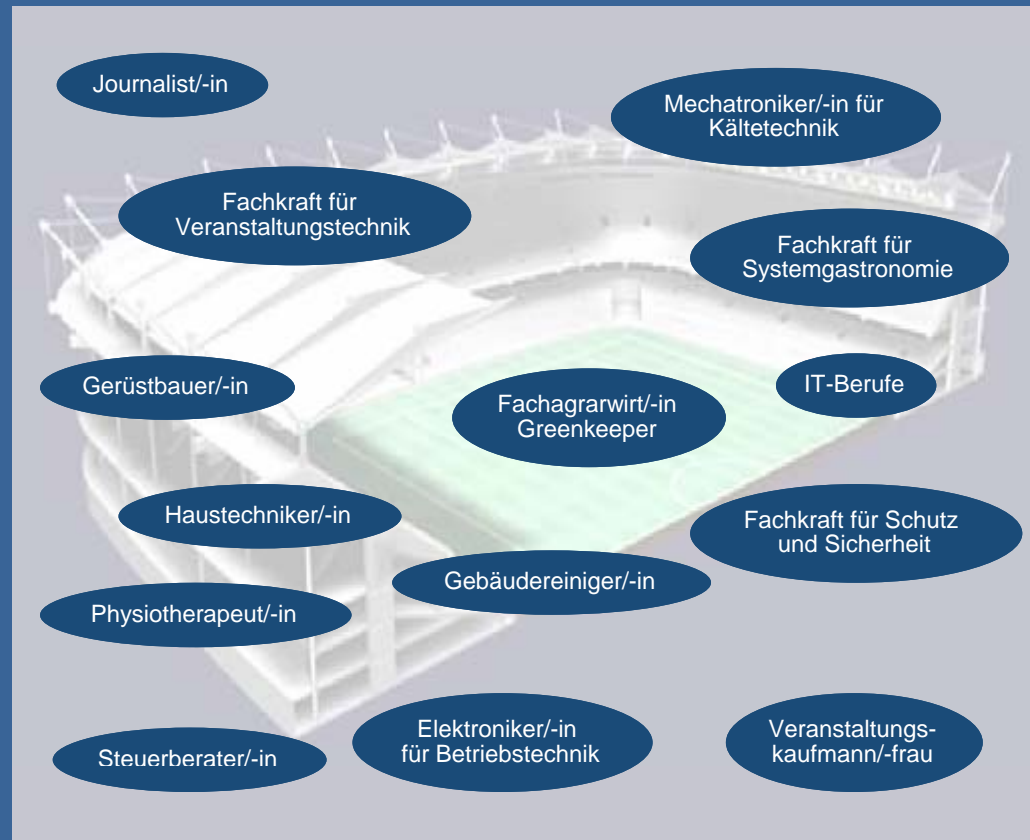 Journalist/-in
Mechatroniker/-in für
Kältetechnik
Fachkraft für
Veranstaltungstechnik
Fachkraft für
Systemgastronomie
Gerüstbauer/-in
IT-Berufe
Fachagrarwirt/-in
Greenkeeper
Haustechniker/-in
Fachkraft für Schutz
und Sicherheit
Gebäudereiniger/-in
Physiotherapeut/-in
Steuerberater/-in
Elektroniker/-in
für Betriebstechnik
Veranstaltungs-
kaufmann/-frau